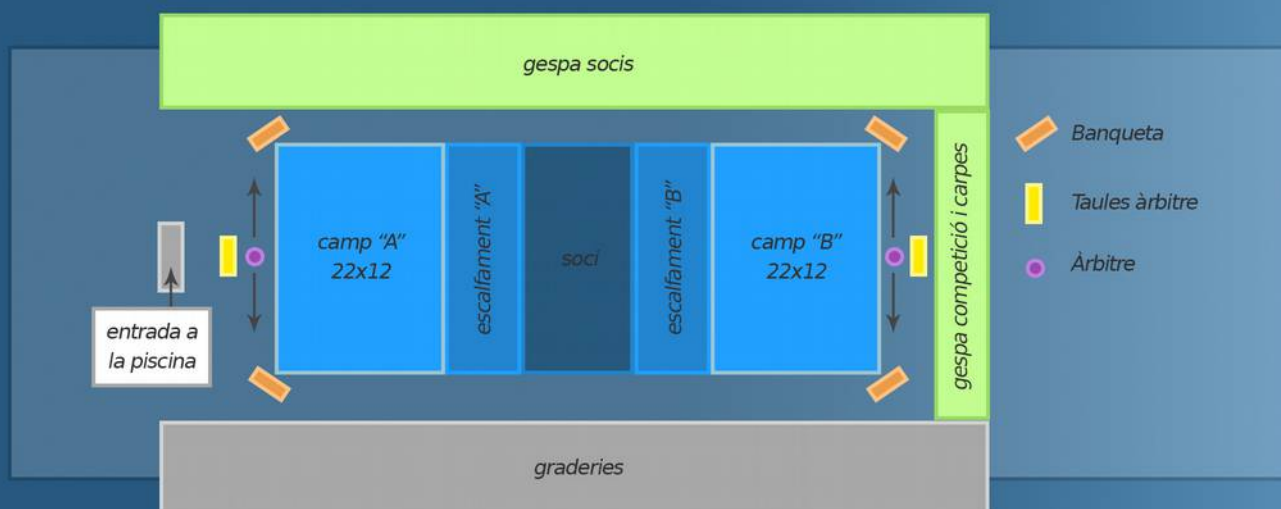 gespa socis
camp “A”
22x12
escalfament “A”
soci
escalfament “B”
camp “B”
22x12
gespa competició i carpes
entrada a
la piscina
graderies
Banqueta
Taules àrbitre
Àrbitre